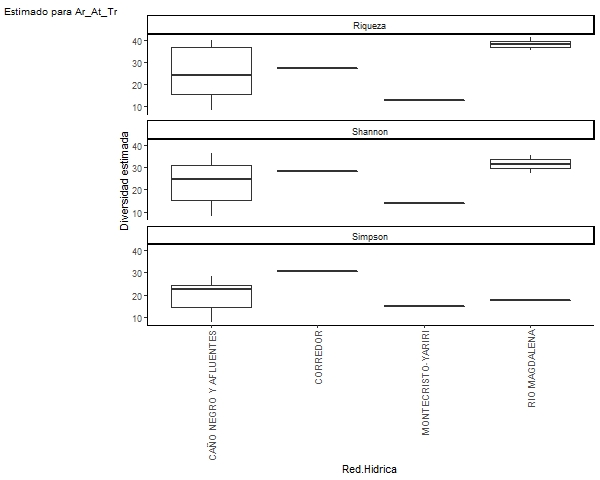 Estimado para Ar_At_Tr
Riqueza
40
30
20
10
Shannon
40
30
20
10
Simpson
40
30
20
10
Diversidad estimada
CAÑO NEGRO Y AFLUENTES
CORREDOR
MONTECRISTO-YARIRI
RIO MAGDALENA
Red.Hidrica